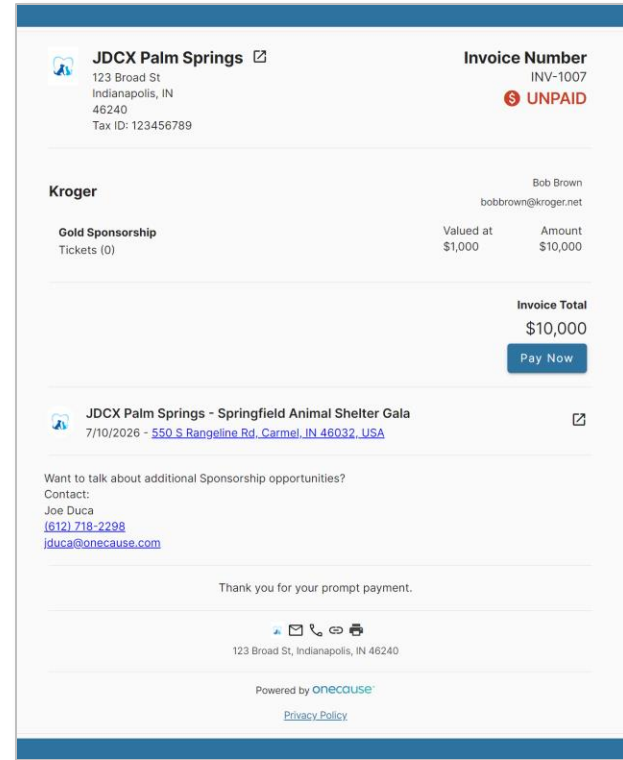 JDCX Palm Springs
123 Broad St
Indianapolis, IN
46240
Tax ID: 123456789
Invoice Number
INV-1007
UNPAID
Kroger
Bob Brown
bobbrown@kroger.net
Gold Sponsorship
Tickets (0)
Valued at
$1,000
Amount
$10,000
Invoice Total
$10,000
Pay Now
JDCX Palm Springs - Springfield Animal Shelter Gala
7/10/2026 - 550 S Rangeline Rd, Carmel, IN 46032, USA
Want to talk about additional Sponsorship opportunities?
Contact:
Joe Duca
(612) 718-2298
jduca@onecause.com
Thank you for your prompt payment.
123 Broad St, Indianapolis, IN 46240
Powered by onecause
Privacy Policy